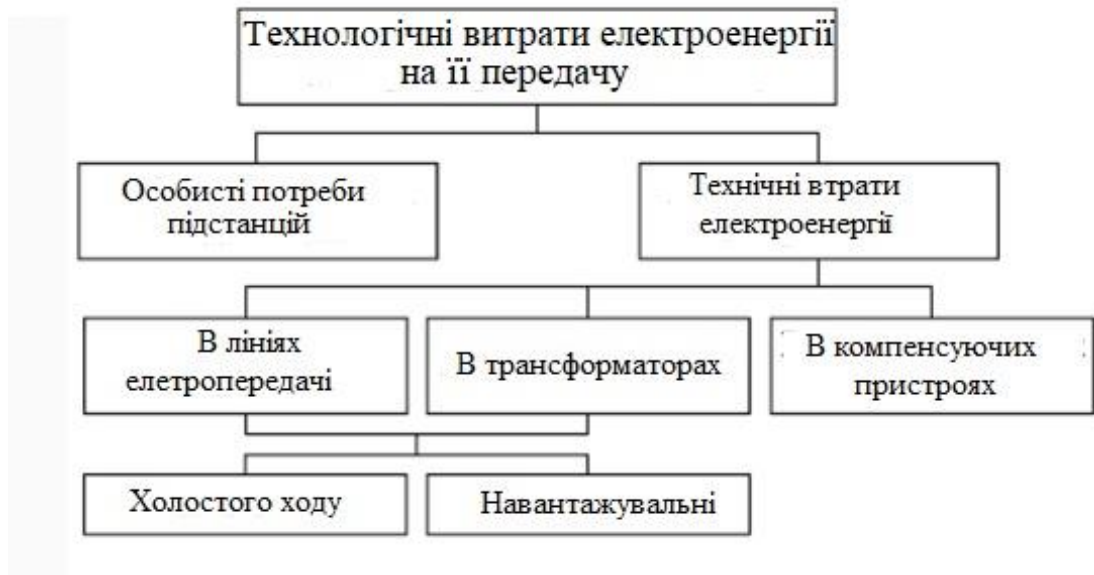 Технологічні витрати електроенергії
на її передачу
Особисті потреби
підстанцій
Технічні втрати
електроенергії
В лініях
елетропередачі
В трансформаторах
В компенсуючих
пристроях
Холостого ходу
Навантажувальні